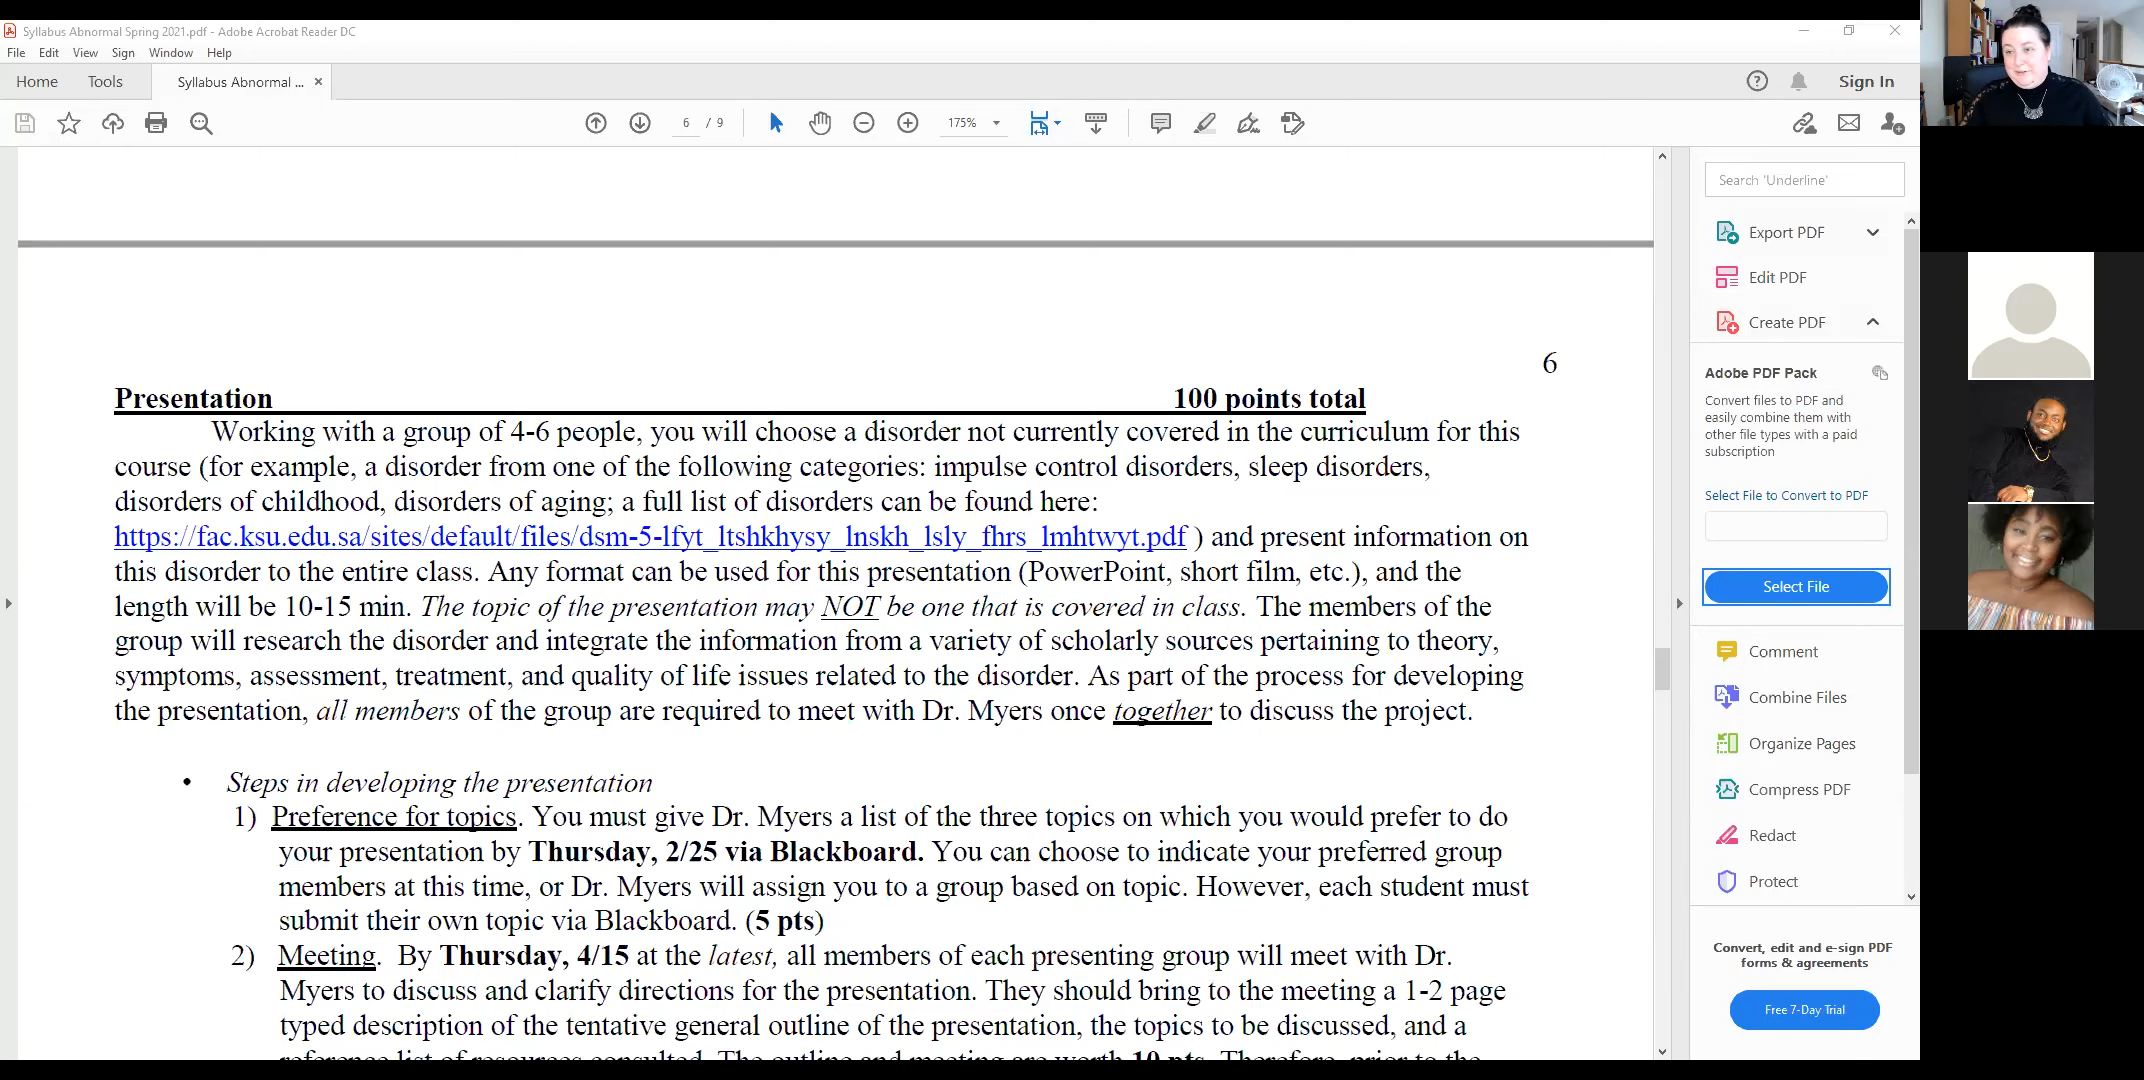 Syllabus Abnormal Spring 2021.pdf - Adobe Acrobat Reader DC
File Edit View Sign Window Help
Home Tools Syllabus Abnormal ... × Sign In
6 / 9 175%
Search 'Underline'
Export PDF
Edit PDF
Create PDF
Adobe PDF Pack
Convert files to PDF and
easily combine them with
other file types with a paid
subscription
Select File to Convert to PDF
Select File
Comment
Combine Files
Organize Pages
Compress PDF
Redact
Protect
Convert, edit and e-sign PDF
forms & agreements
Free 7-Day Trial
6
Presentation 100 points total
Working with a group of 4-6 people, you will choose a disorder not currently covered in the curriculum for this
course (for example, a disorder from one of the following categories: impulse control disorders, sleep disorders,
disorders of childhood, disorders of aging; a full list of disorders can be found here:
https://fac.ksu.edu.sa/sites/default/files/dsm-5-lfyt_ltshkhysy_lnskh_lsly_fhrs_lmhtwyt.pdf ) and present information on
this disorder to the entire class. Any format can be used for this presentation (PowerPoint, short film, etc.), and the
length will be 10-15 min. The topic of the presentation may NOT be one that is covered in class. The members of the
group will research the disorder and integrate the information from a variety of scholarly sources pertaining to theory,
symptoms, assessment, treatment, and quality of life issues related to the disorder. As part of the process for developing
the presentation, all members of the group are required to meet with Dr. Myers once together to discuss the project.
• Steps in developing the presentation
1) Preference for topics. You must give Dr. Myers a list of the three topics on which you would prefer to do
your presentation by Thursday, 2/25 via Blackboard. You can choose to indicate your preferred group
members at this time, or Dr. Myers will assign you to a group based on topic. However, each student must
submit their own topic via Blackboard. (5 pts)
2) Meeting. By Thursday, 4/15 at the latest, all members of each presenting group will meet with Dr.
Myers to discuss and clarify directions for the presentation. They should bring to the meeting a 1-2 page
typed description of the tentative general outline of the presentation, the topics to be discussed, and a
reference list of resources consulted. The outline and meeting are worth 10 pts. Therefore, prior to the